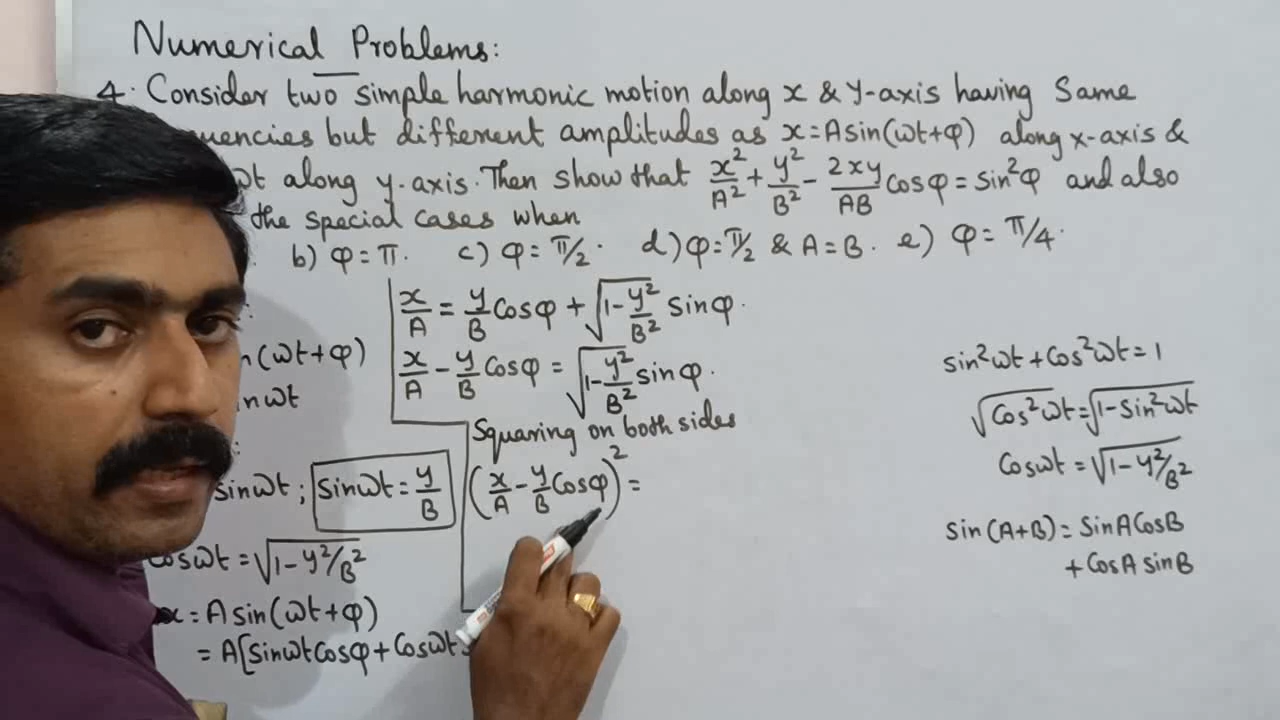 Numerical Problems:
4. Consider two simple harmonic motion along x & y-axis having same
uencies but different amplitudes as x=Asin(ωt+φ) along x-axis &
ωt along y-axis. Then show that x²/A² + y²/B² - 2xy/AB cosφ = sin²φ and also
the special cases when
b) φ=π. c) φ=π/2. d) φ=π/2 & A=B. e) φ=π/4.
x/A = y/B cosφ + √(1-y²/B²) sinφ.
x/A - y/B cosφ = √(1-y²/B²) sinφ.
Squaring on both sides
(x/A - y/B cosφ)² =
n(ωt+φ)
nωt
sinωt ; sinωt = y/B
cosωt = √(1-y²/B²)
x = A sin(ωt+φ)
= A[sinωt cosφ + cosωt
sin²ωt + cos²ωt = 1
√cos²ωt = √1-sin²ωt
cosωt = √1-y²/B²
sin(A+B) = sinA cosB
+ cosA sinB